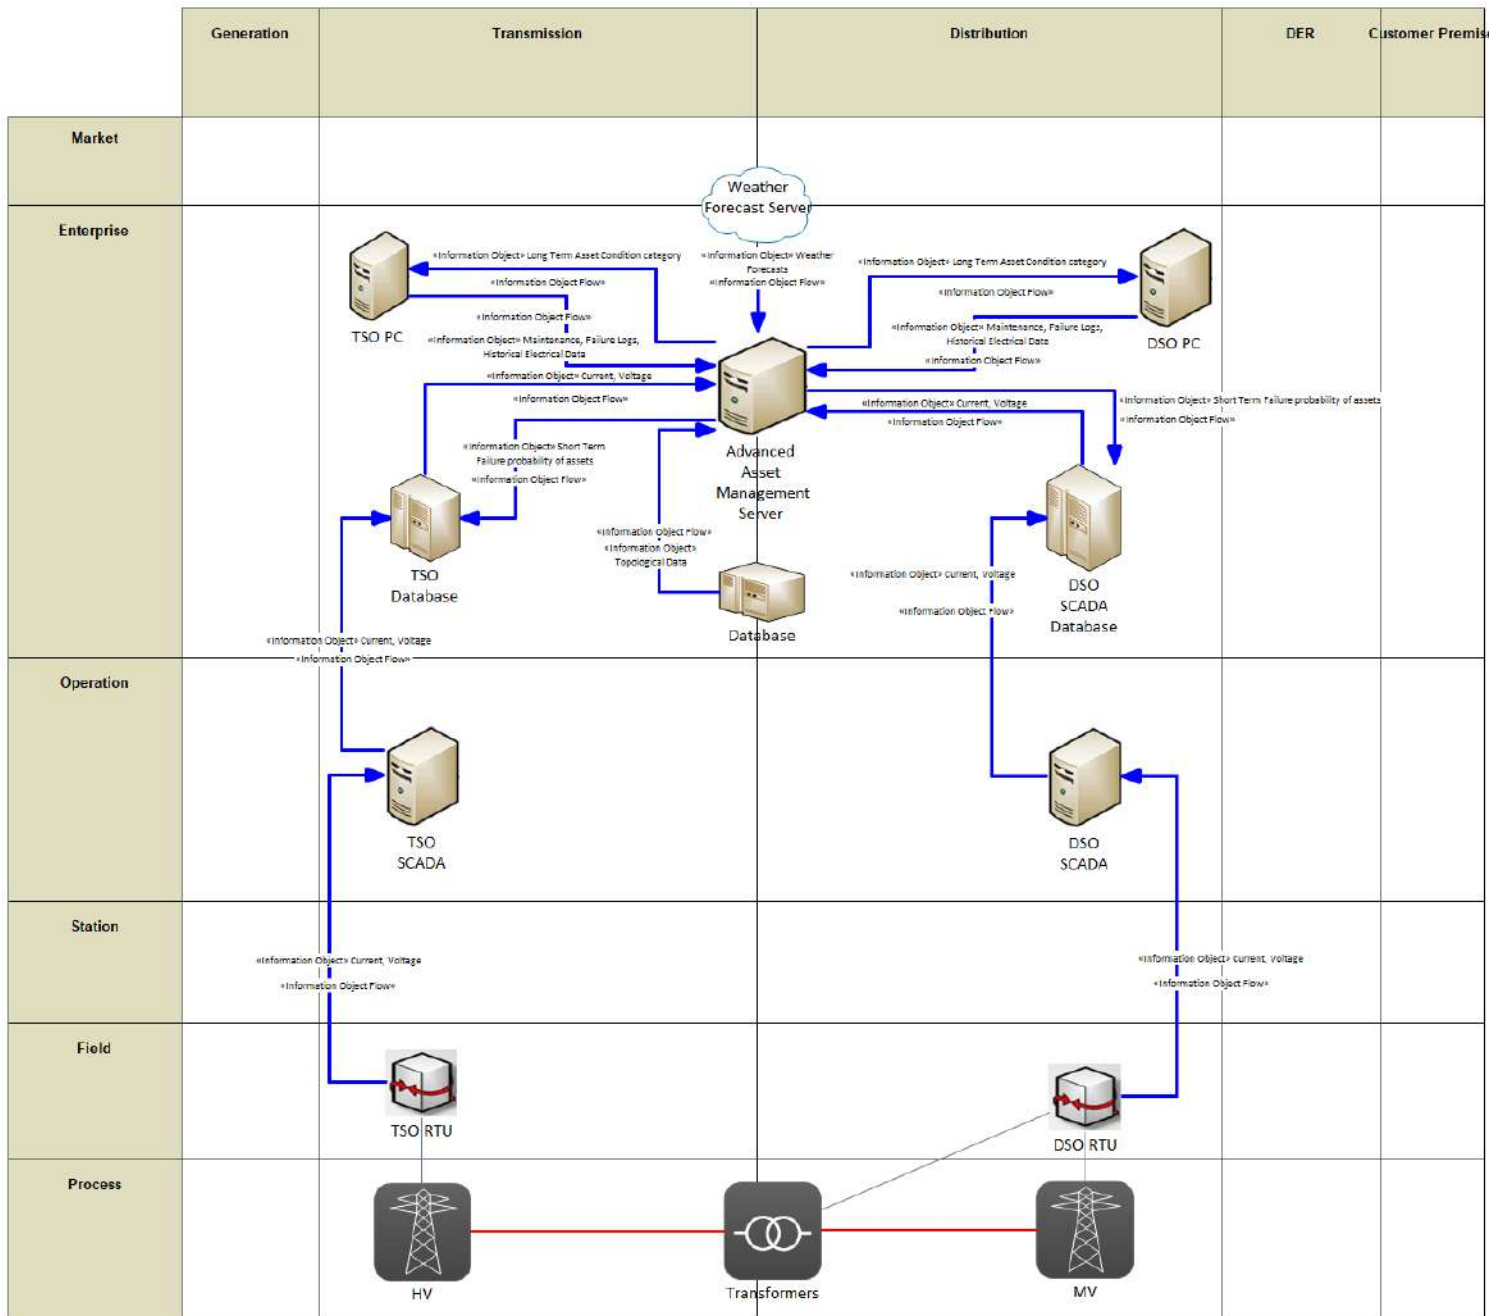 Generation
Transmission
Distribution
DER
Customer Premise
Market
Weather
Forecast Server
Enterprise
«Information Object» Long Term Asset Condition category
«Information Object Flow»
«Information Object» Weather
Forecasts
«Information Object Flow»
«Information Object» Long Term Asset Condition category
«Information Object Flow»
TSO PC
«Information Object Flow»
«Information Object» Maintenance, Failure Logs,
Historical Electrical Data
«Information Object» Maintenance, Failure Logs,
Historical Electrical Data
«Information Object Flow»
DSO PC
«Information Object» Current, Voltage
«Information Object Flow»
«Information Object» Current, Voltage
«Information Object Flow»
«Information Object» Short Term Failure probability of assets
«Information Object Flow»
«Information Object» Short Term
Failure probability of assets
«Information Object Flow»
Advanced
Asset
Management
Server
«Information Object Flow»
«Information Object»
Topological Data
TSO
Database
Database
«Information Object» Current, Voltage
«Information Object Flow»
DSO
SCADA
Database
«Information Object» Current, Voltage
«Information Object Flow»
Operation
TSO
SCADA
DSO
SCADA
Station
«Information Object» Current, Voltage
«Information Object Flow»
«Information Object» Current, Voltage
«Information Object Flow»
Field
TSO RTU
DSO RTU
Process
HV
Transformers
MV